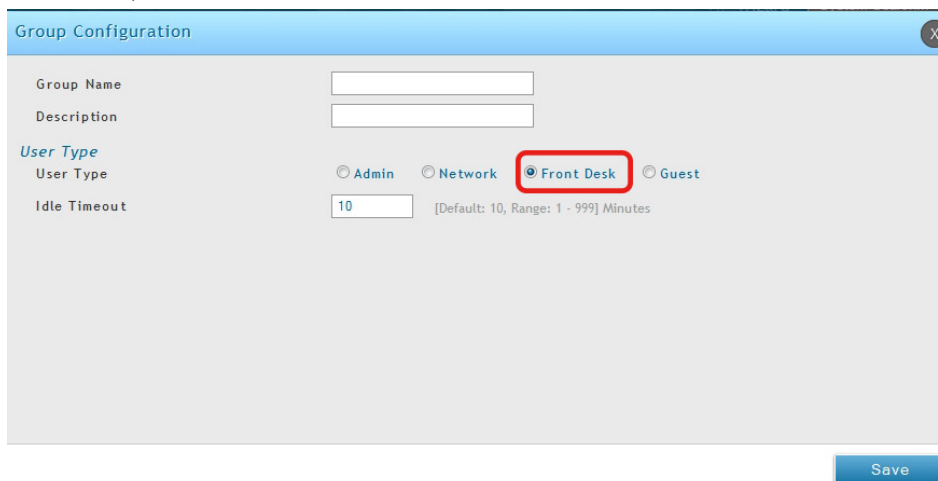 Group Configuration
X
Group Name
Description
User Type
User Type Admin Network Front Desk Guest
Idle Timeout 10 [Default: 10, Range: 1 - 999] Minutes
Save